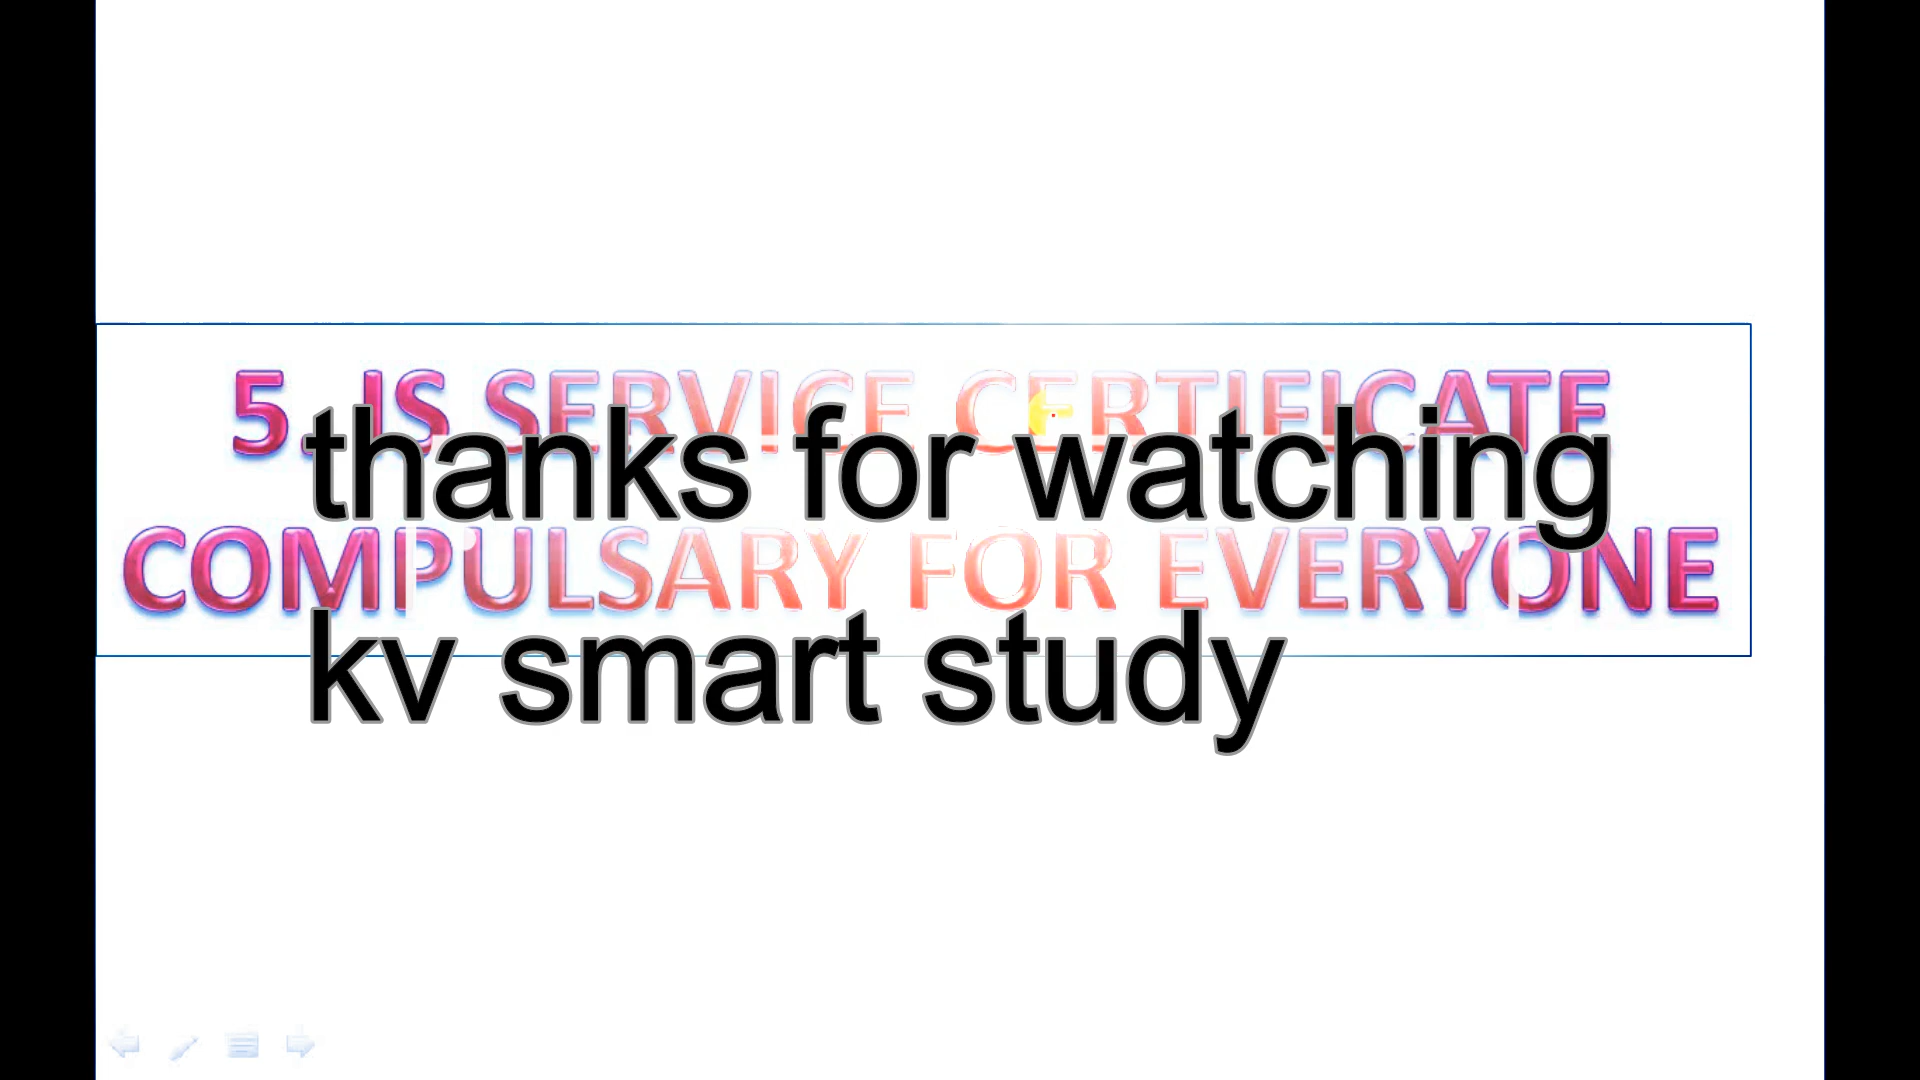 5. IS SERVICE CERTIFICATE
thanks for watching
COMPULSARY FOR EVERYONE
kv smart study